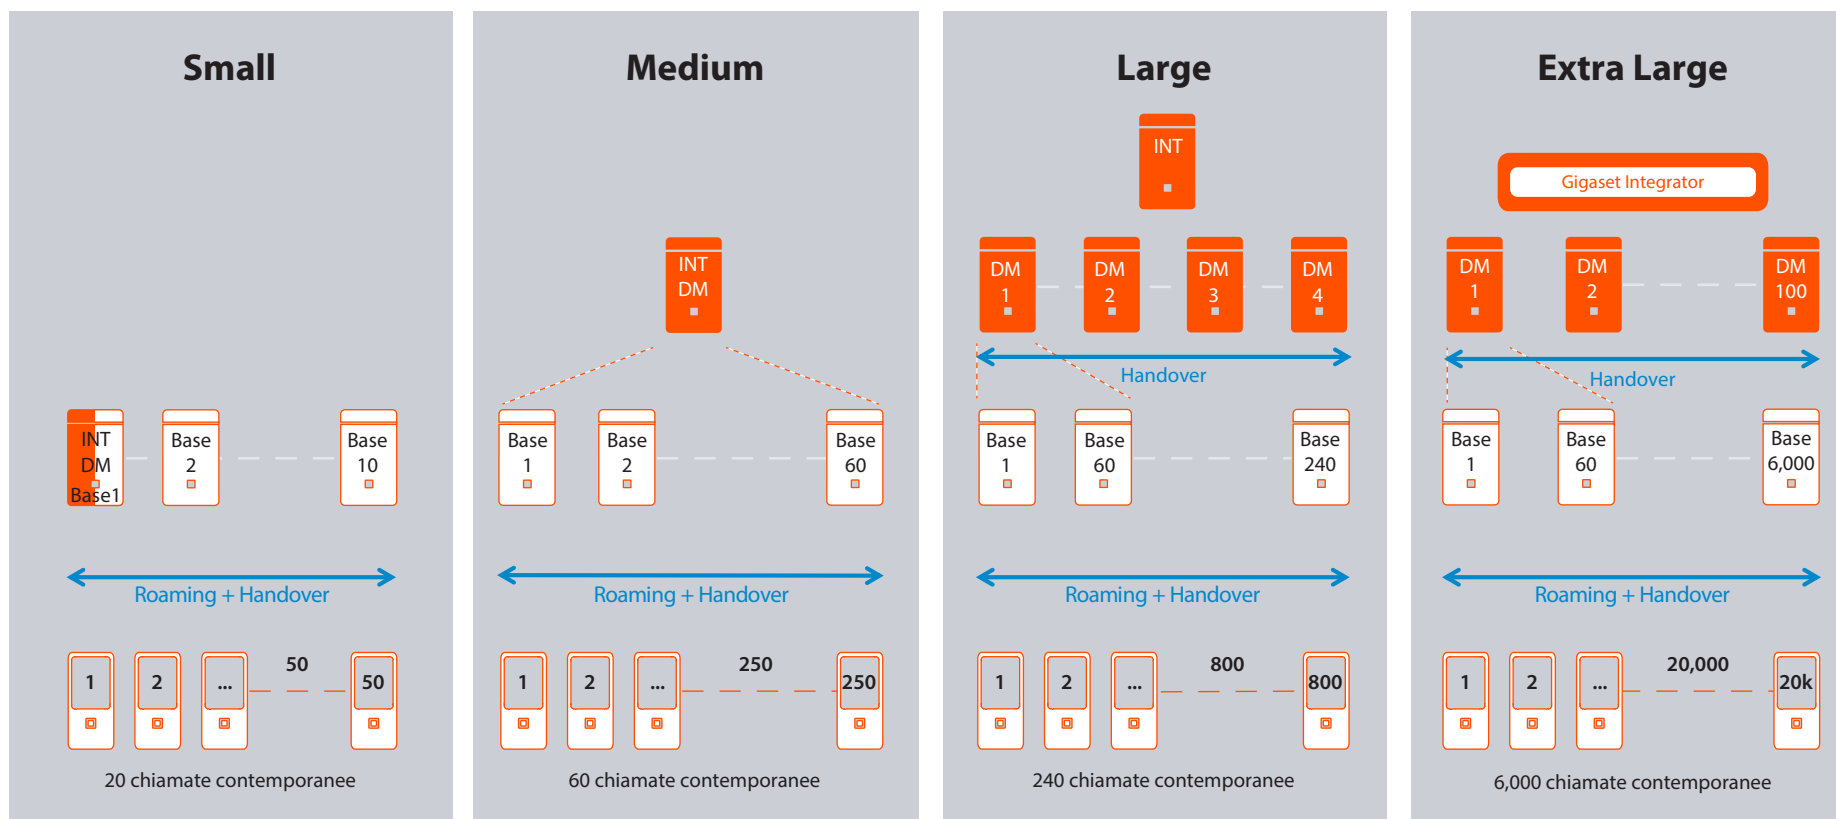 Small
INT
DM
Base1
Base
2
Base
10
Roaming + Handover
1
2
...
50
50
20 chiamate contemporanee
Medium
INT
DM
Base
1
Base
2
Base
60
Roaming + Handover
1
2
...
250
250
60 chiamate contemporanee
Large
INT
DM
1
DM
2
DM
3
DM
4
Handover
Base
1
Base
60
Base
240
Roaming + Handover
1
2
...
800
800
240 chiamate contemporanee
Extra Large
Gigaset Integrator
DM
1
DM
2
DM
100
Handover
Base
1
Base
60
Base
6,000
Roaming + Handover
1
2
...
20,000
20k
6,000 chiamate contemporanee